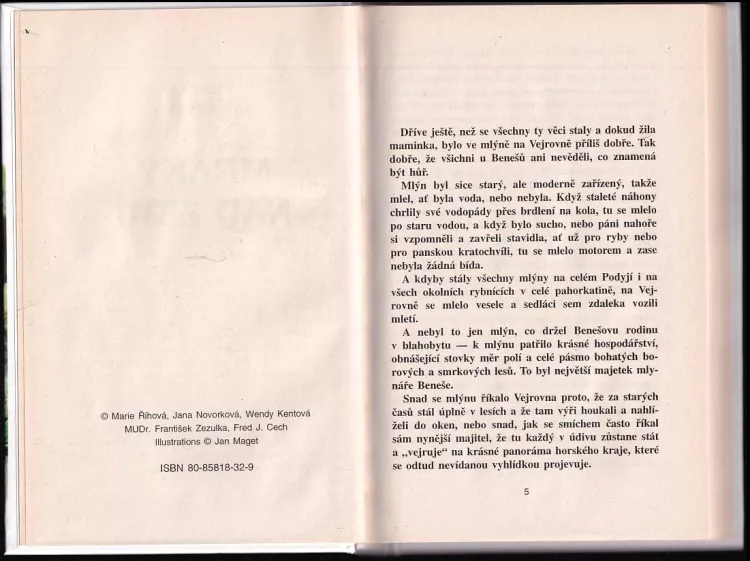 © Marie Říhová, Jana Novorková, Wendy Kentová
MUDr. František Zezulka, Fred J. Cech
Illustrations © Jan Maget
ISBN 80-85818-32-9
Dříve ještě, než se všechny ty věci staly a dokud žila
maminka, bylo ve mlýně na Vejrovně příliš dobře. Tak
dobře, že všichni u Benešů ani nevěděli, co znamená
být hůř.
Mlýn byl sice starý, ale moderně zařízený, takže
mlel, ať byla voda, nebo nebyla. Když staleté náhony
chrlily své vodopády přes brdlení na kola, tu se mlelo
po staru vodou, a když bylo sucho, nebo páni nahoře
si vzpomněli a zavřeli stavidla, ať už pro ryby nebo
pro panskou kratochvíli, tu se mlelo motorem a zase
nebyla žádná bída.
A kdyby stály všechny mlýny na celém Podyjí i na
všech okolních rybnících v celé pahorkatině, na Vej-
rovně se mlelo vesele a sedláci sem zdaleka vozili
mletí.
A nebyl to jen mlýn, co držel Benešovu rodinu
v blahobytu — k mlýnu patřilo krásné hospodářství,
obnášející stovky měr polí a celé pásmo bohatých bo-
rových a smrkových lesů. To byl největší majetek mly-
náře Beneše.
Snad se mlýnu říkalo Vejrovna proto, že za starých
časů stál úplně v lesích a že tam výři houkali a nahlí-
želi do oken, nebo snad, jak se smíchem často říkal
sám nynější majitel, že tu každý v údivu zůstane stát
a „vejruje" na krásné panoráma horského kraje, které
se odtud nevídanou vyhlídkou projevuje.
5